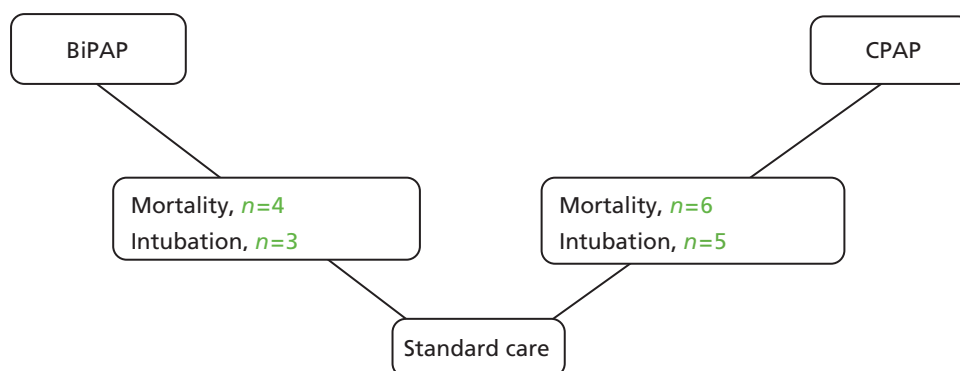 BiPAP
CPAP
Mortality, n=4
Intubation, n=3
Mortality, n=6
Intubation, n=5
Standard care